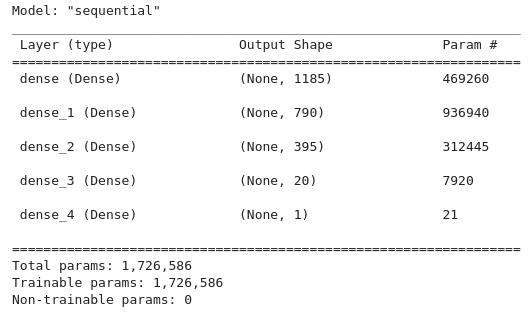 Model: "sequential"
Layer (type) Output Shape Param #
dense (Dense) (None, 1185) 469260
dense_1 (Dense) (None, 790) 936940
dense_2 (Dense) (None, 395) 312445
dense_3 (Dense) (None, 20) 7920
dense_4 (Dense) (None, 1) 21
Total params: 1,726,586
Trainable params: 1,726,586
Non-trainable params: 0